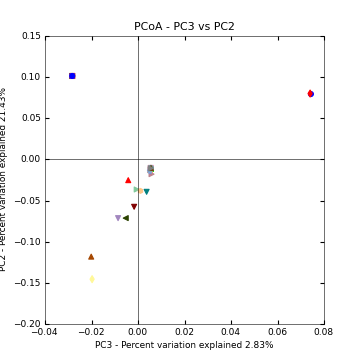 PCoA - PC3 vs PC2
0.15
0.10
0.05
0.00
−0.05
−0.10
−0.15
−0.20
PC2 - Percent variation explained 21.43%
−0.04 −0.02 0.00 0.02 0.04 0.06 0.08
PC3 - Percent variation explained 2.83%